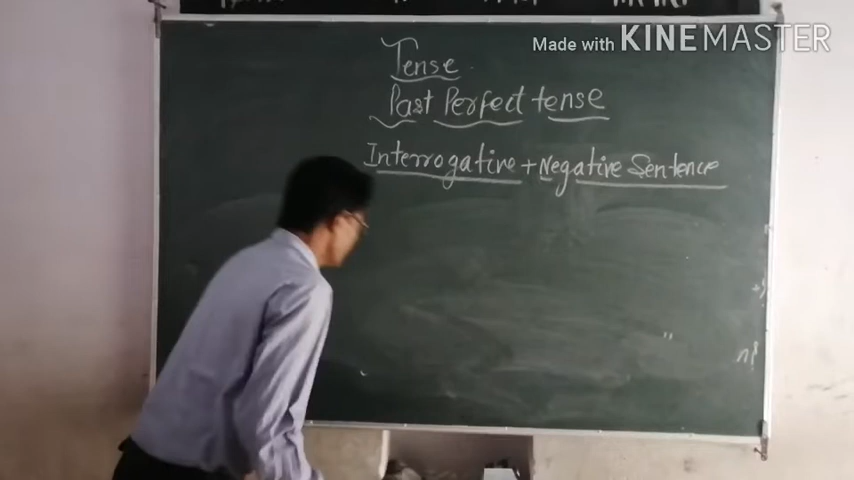 Made with KINEMASTER
Tense.
Past Perfect tense
Interrogative + Negative Sentence